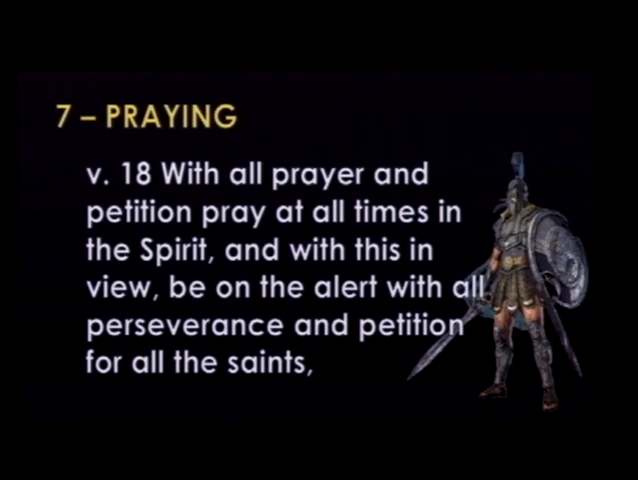 7 – PRAYING
v. 18 With all prayer and
petition pray at all times in
the Spirit, and with this in
view, be on the alert with all
perseverance and petition
for all the saints,